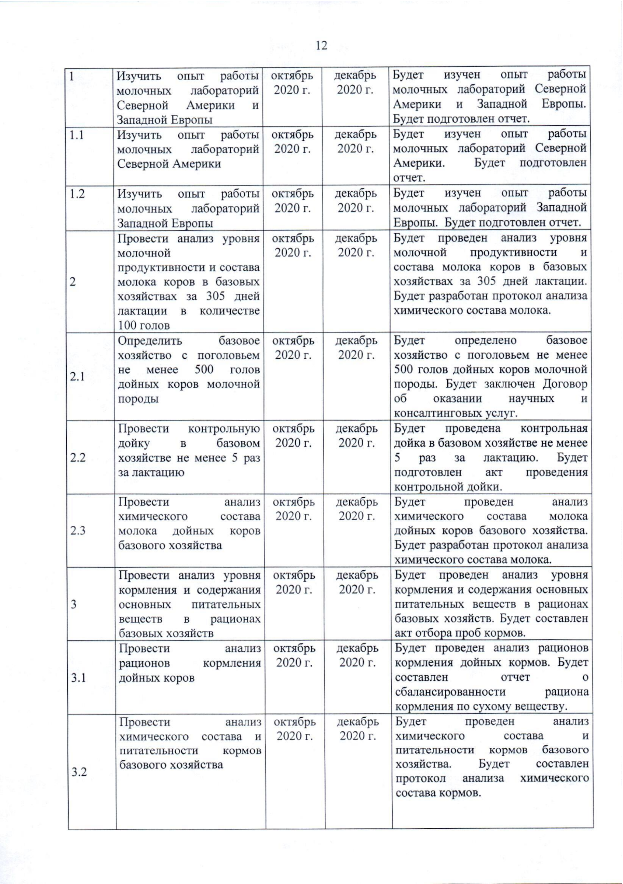 12
1
Изучить опыт работы
молочных лабораторий
Северной Америки и
Западной Европы
октябрь
2020 г.
декабрь
2020 г.
Будет изучен опыт работы
молочных лабораторий Северной
Америки и Западной Европы.
Будет подготовлен отчет.
1.1
Изучить опыт работы
молочных лабораторий
Северной Америки
октябрь
2020 г.
декабрь
2020 г.
Будет изучен опыт работы
молочных лабораторий Северной
Америки. Будет подготовлен
отчет.
1.2
Изучить опыт работы
молочных лабораторий
Западной Европы
октябрь
2020 г.
декабрь
2020 г.
Будет изучен опыт работы
молочных лабораторий Западной
Европы. Будет подготовлен отчет.
2
Провести анализ уровня
молочной
продуктивности и состава
молока коров в базовых
хозяйствах за 305 дней
лактации в количестве
100 голов
октябрь
2020 г.
декабрь
2020 г.
Будет проведен анализ уровня
молочной продуктивности и
состава молока коров в базовых
хозяйствах за 305 дней лактации.
Будет разработан протокол анализа
химического состава молока.
2.1
Определить базовое
хозяйство с поголовьем
не менее 500 голов
дойных коров молочной
породы
октябрь
2020 г.
декабрь
2020 г.
Будет определено базовое
хозяйство с поголовьем не менее
500 голов дойных коров молочной
породы. Будет заключен Договор
об оказании научных и
консалтинговых услуг.
2.2
Провести контрольную
дойку в базовом
хозяйстве не менее 5 раз
за лактацию
октябрь
2020 г.
декабрь
2020 г.
Будет проведена контрольная
дойка в базовом хозяйстве не менее
5 раз за лактацию. Будет
подготовлен акт проведения
контрольной дойки.
2.3
Провести анализ
химического состава
молока дойных коров
базового хозяйства
октябрь
2020 г.
декабрь
2020 г.
Будет проведен анализ
химического состава молока
дойных коров базового хозяйства.
Будет разработан протокол анализа
химического состава молока.
3
Провести анализ уровня
кормления и содержания
основных питательных
веществ в рационах
базовых хозяйств
октябрь
2020 г.
декабрь
2020 г.
Будет проведен анализ уровня
кормления и содержания основных
питательных веществ в рационах
базовых хозяйств. Будет составлен
акт отбора проб кормов.
3.1
Провести анализ
рационов кормления
дойных коров
октябрь
2020 г.
декабрь
2020 г.
Будет проведен анализ рационов
кормления дойных кормов. Будет
составлен отчет о
сбалансированности рациона
кормления по сухому веществу.
3.2
Провести анализ
химического состава и
питательности кормов
базового хозяйства
октябрь
2020 г.
декабрь
2020 г.
Будет проведен анализ
химического состава и
питательности кормов базового
хозяйства. Будет составлен
протокол анализа химического
состава кормов.